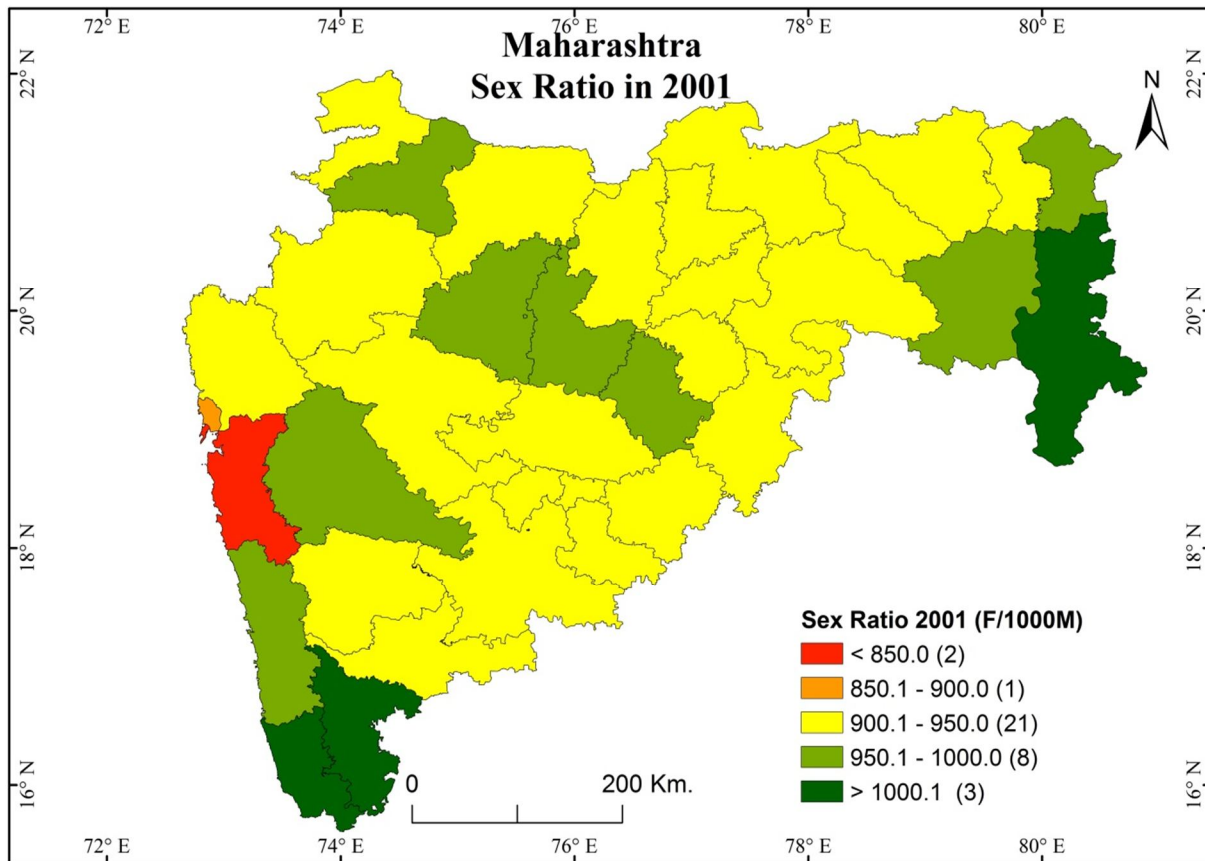 72° E 74° E 76° E 78° E 80° E
Maharashtra
Sex Ratio in 2001
N
22° N 22° N
20° N 20° N
18° N 18° N
16° N 16° N
Sex Ratio 2001 (F/1000M)
< 850.0 (2)
850.1 - 900.0 (1)
900.1 - 950.0 (21)
950.1 - 1000.0 (8)
> 1000.1 (3)
0 200 Km.
72° E 74° E 76° E 78° E 80° E